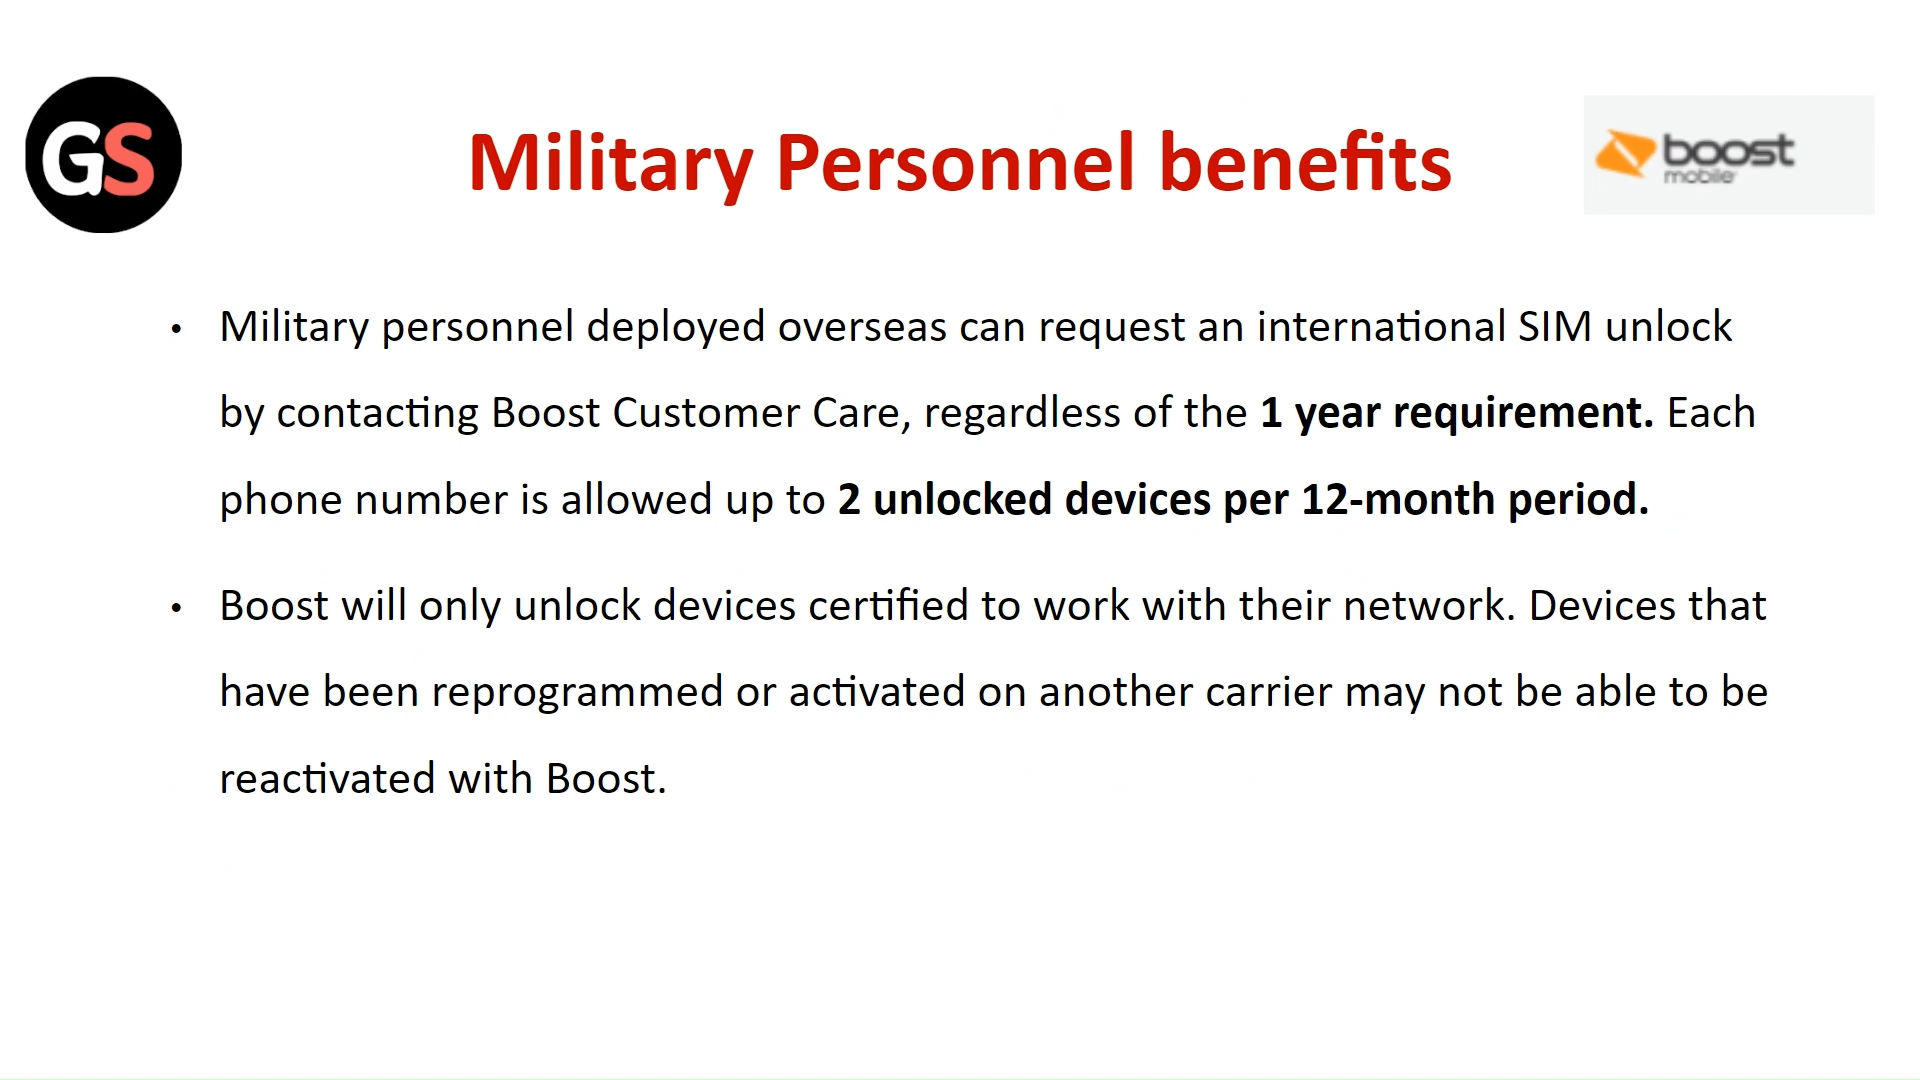 GS
Military Personnel benefits
boost
mobile
• Military personnel deployed overseas can request an international SIM unlock
by contacting Boost Customer Care, regardless of the 1 year requirement. Each
phone number is allowed up to 2 unlocked devices per 12-month period.
• Boost will only unlock devices certified to work with their network. Devices that
have been reprogrammed or activated on another carrier may not be able to be
reactivated with Boost.